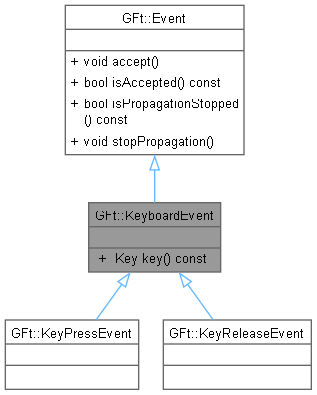 GFt::Event
+ void accept()
+ bool isAccepted() const
+ bool isPropagationStopped
() const
+ void stopPropagation()
GFt::KeyboardEvent
+ Key key() const
GFt::KeyPressEvent
GFt::KeyReleaseEvent